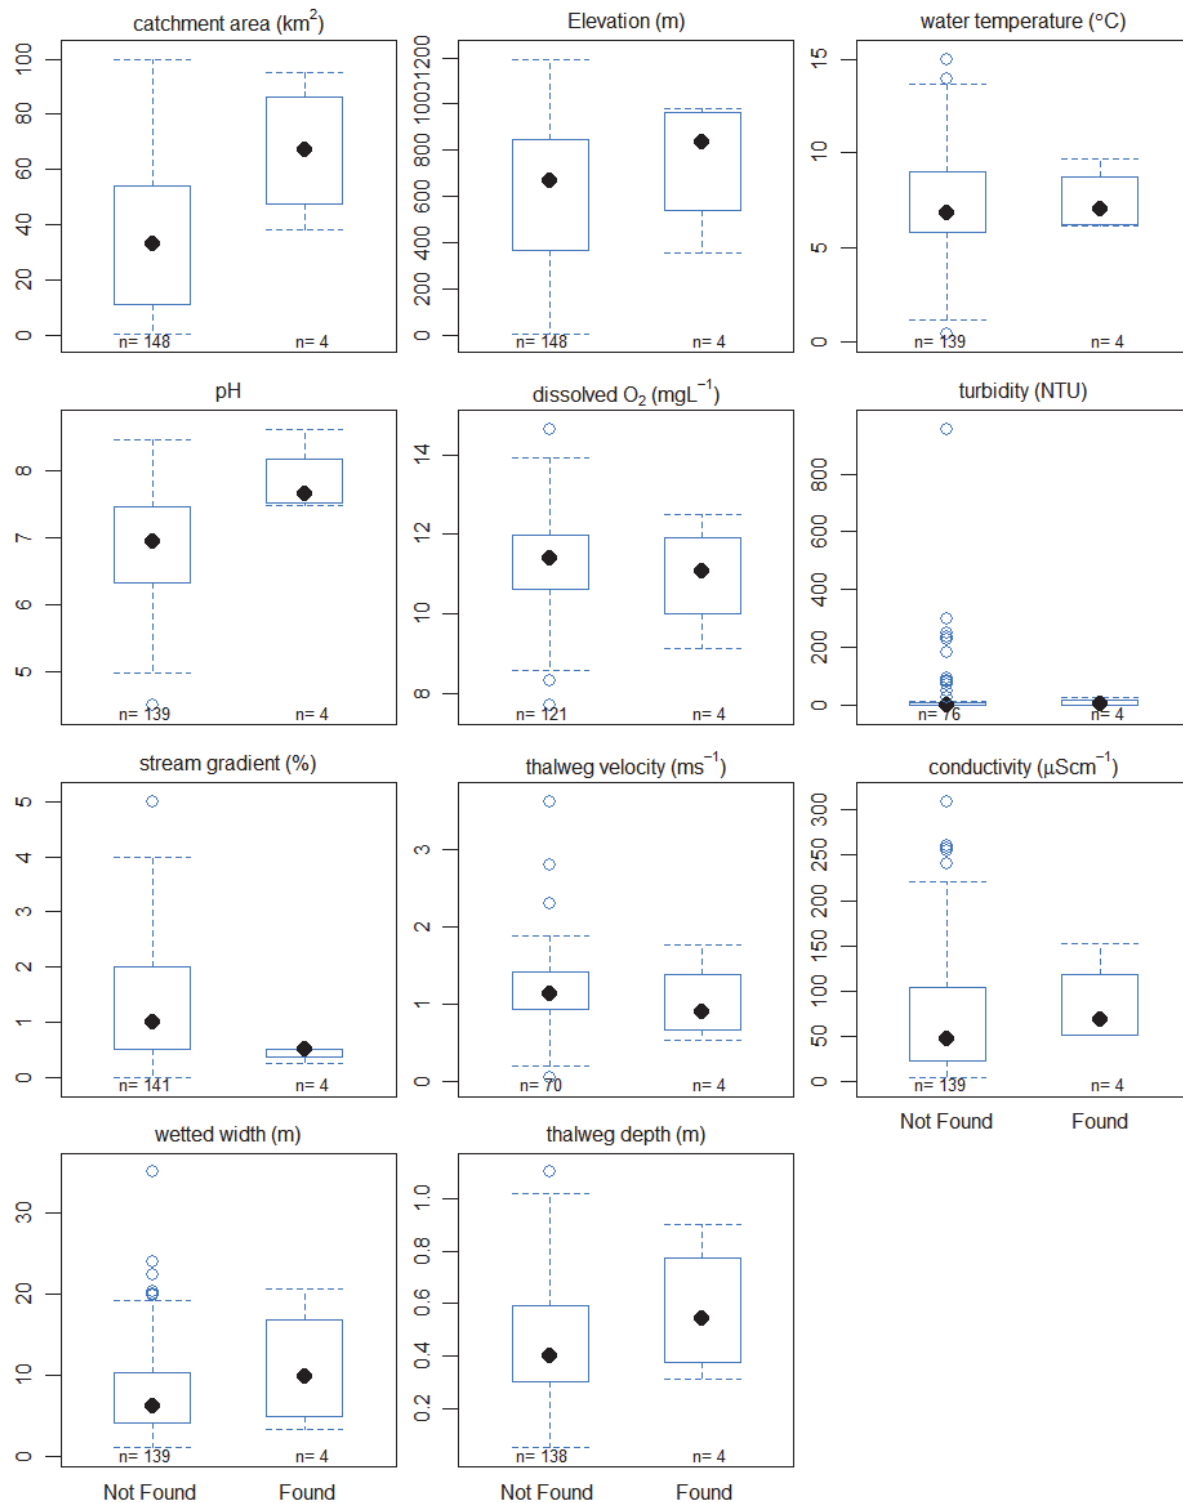 catchment area (km²)
0 20 40 60 80 100
n= 148 n= 4
Elevation (m)
0 200 400 600 800 1000 1200
n= 148 n= 4
water temperature (°C)
0 5 10 15
n= 139 n= 4
pH
5 6 7 8
n= 139 n= 4
dissolved O₂ (mgL⁻¹)
8 10 12 14
n= 121 n= 4
turbidity (NTU)
0 200 400 600 800
n= 76 n= 4
stream gradient (%)
0 1 2 3 4 5
n= 141 n= 4
thalweg velocity (ms⁻¹)
0 1 2 3
n= 70 n= 4
conductivity (μScm⁻¹)
0 50 100 150 200 250 300
n= 139 n= 4
Not Found Found
wetted width (m)
0 10 20 30
n= 139 n= 4
Not Found Found
thalweg depth (m)
0.2 0.4 0.6 0.8 1.0
n= 138 n= 4
Not Found Found